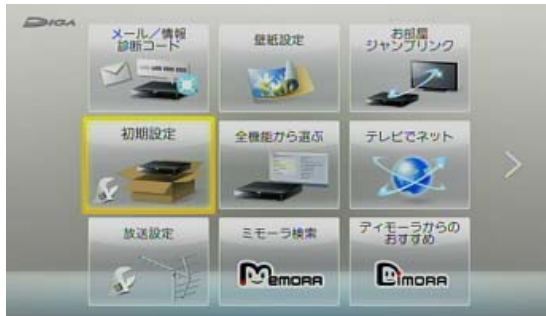 DIGA
メール／情報
診断コード
壁紙設定
お部屋
ジャンプリンク
初期設定
全機能から選ぶ
テレビでネット
放送設定
ミモーラ検索
ディモーラからの
おすすめ
MeMORA
DiMORA